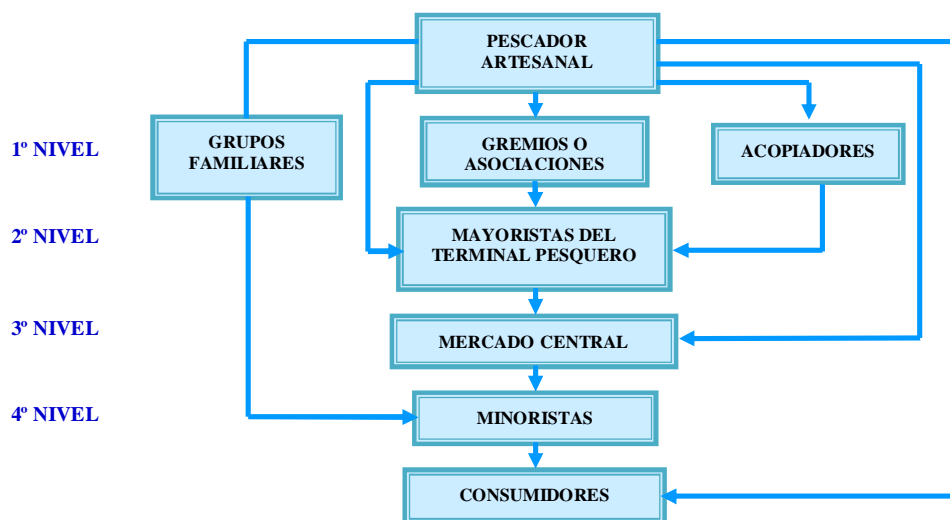 PESCADOR
ARTESANAL
1º NIVEL
GRUPOS
FAMILIARES
GREMIOS O
ASOCIACIONES
ACOPIADORES
2º NIVEL
MAYORISTAS DEL
TERMINAL PESQUERO
3º NIVEL
MERCADO CENTRAL
4º NIVEL
MINORISTAS
CONSUMIDORES